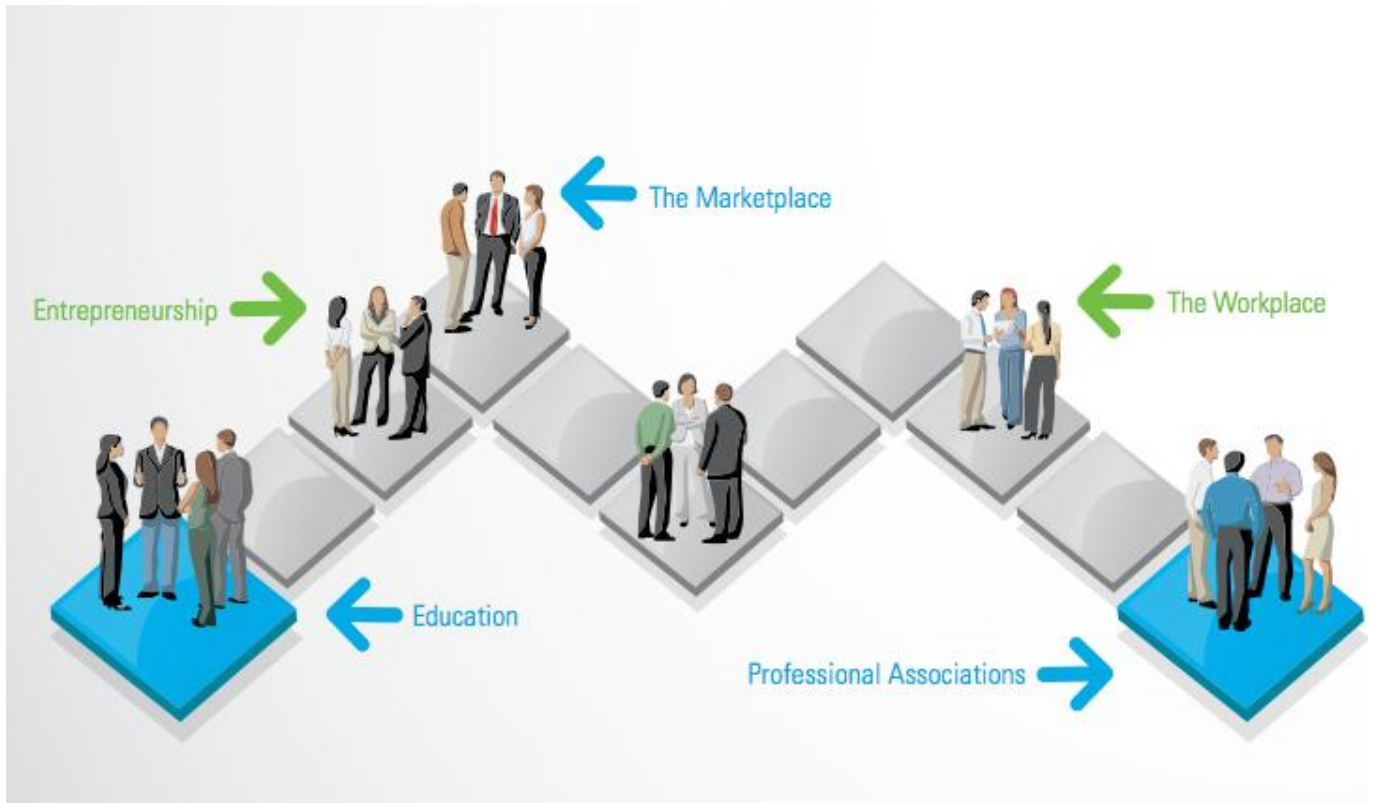 The Marketplace
Entrepreneurship
The Workplace
Education
Professional Associations